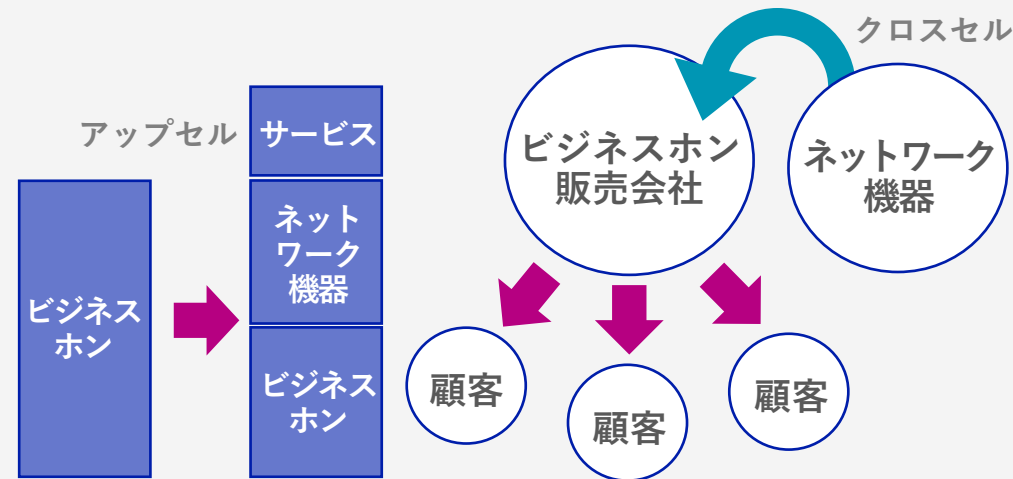 アップセル
サービス
ビジネス
ホン
ネット
ワーク
機器
ビジネス
ホン
クロスセル
ビジネスホン
販売会社
ネットワーク
機器
顧客
顧客
顧客